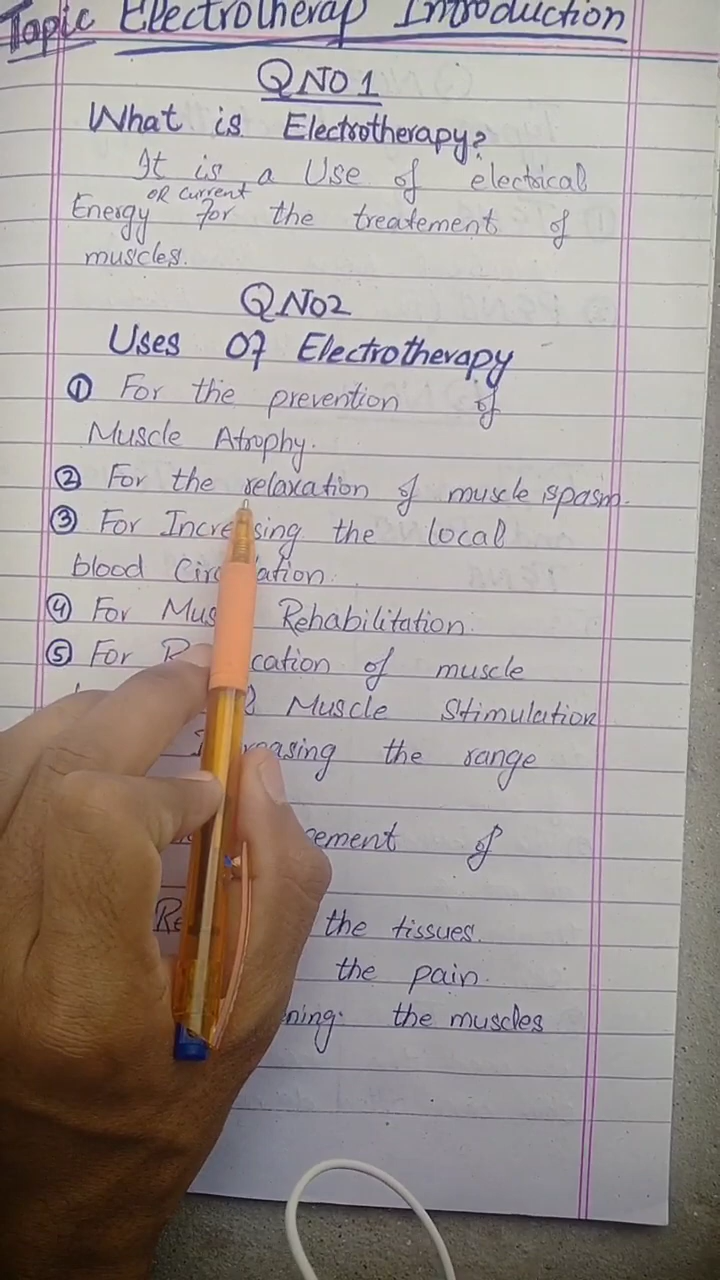 Topic Electrotherap Introduction
Q NO 1
What is Electrotherapy?
It is a Use of electrical
OR Current
Energy for the treatement of
muscles.
Q NO2
Uses Of Electrotherapy
① For the prevention of
Muscle Atrophy.
② For the relaxation of muscle spasm.
③ For the local
blood
④ For Rehabilitation.
⑤ For of muscle
Muscle Stimulation
the range
of
the tissues.
the pain.
the muscles